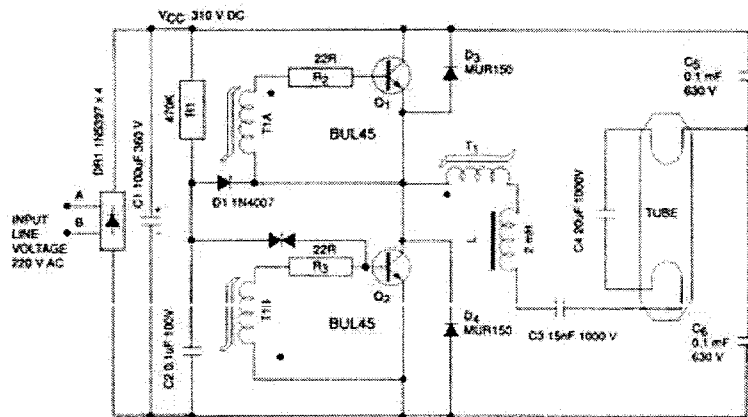 VCC 310 V DC
DR1 1N5397 x 4
C1 100uF 363 V
+
470K
R1
22R
R2
T1A
Q1
BUL45
D3
MUR150
C5
0.1 mF
630 V
T1
D1 1N4007
A
B
INPUT
LINE
VOLTAGE
220 V AC
22R
R3
T1B
Q2
BUL45
C2 0.1uF 100V
L
2 mH
D4
MUR150
C3 15nF 1000 V
C4 20uF 1000V
TUBE
C6
0.1 mF
630 V